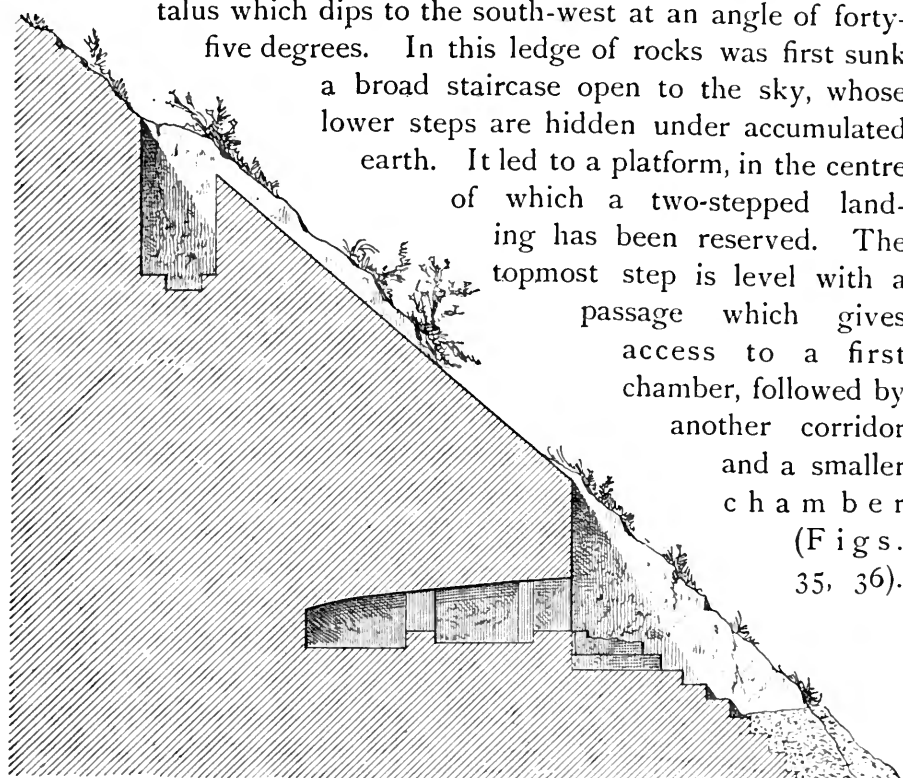 talus which dips to the south-west at an angle of forty-
five degrees. In this ledge of rocks was first sunk
a broad staircase open to the sky, whose
lower steps are hidden under accumulated
earth. It led to a platform, in the centre
of which a two-stepped land-
ing has been reserved. The
topmost step is level with a
passage which gives
access to a first
chamber, followed by
another corridor
and a smaller
chamber
(Figs.
35, 36).